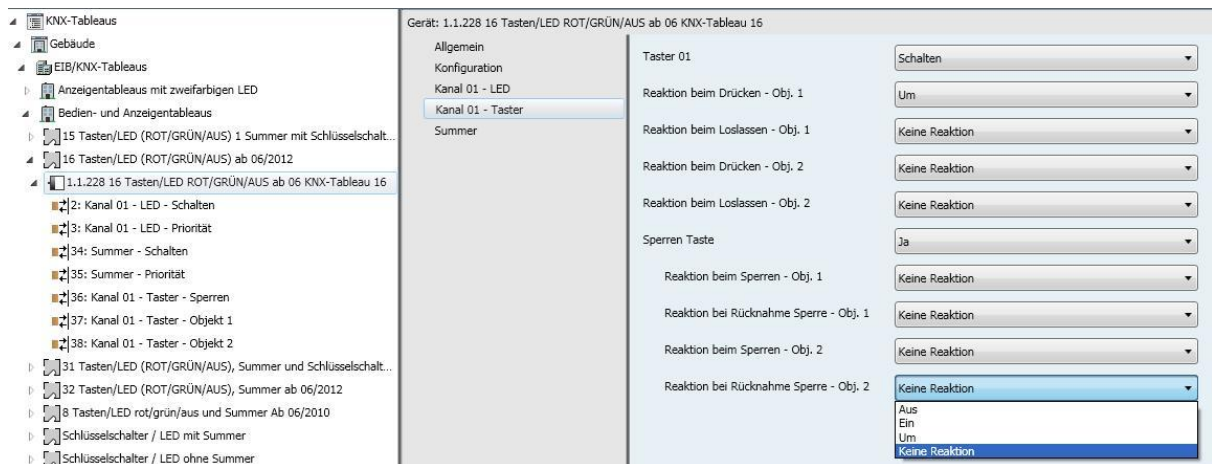 KNX-Tableaus
Gebäude
EIB/KNX-Tableaus
Anzeigentableaus mit zweifarbigen LED
Bedien- und Anzeigentableaus
15 Tasten/LED (ROT/GRÜN/AUS) 1 Summer mit Schlüsselschalt...
16 Tasten/LED (ROT/GRÜN/AUS) ab 06/2012
1.1.228 16 Tasten/LED ROT/GRÜN/AUS ab 06 KNX-Tableau 16
2: Kanal 01 - LED - Schalten
3: Kanal 01 - LED - Priorität
34: Summer - Schalten
35: Summer - Priorität
36: Kanal 01 - Taster - Sperren
37: Kanal 01 - Taster - Objekt 1
38: Kanal 01 - Taster - Objekt 2
31 Tasten/LED (ROT/GRÜN/AUS), Summer und Schlüsselschalt...
32 Tasten/LED (ROT/GRÜN/AUS), Summer ab 06/2012
8 Tasten/LED rot/grün/aus und Summer Ab 06/2010
Schlüsselschalter / LED mit Summer
Schlüsselschalter / LED ohne Summer
Gerät: 1.1.228 16 Tasten/LED ROT/GRÜN/AUS ab 06 KNX-Tableau 16
Allgemein
Konfiguration
Kanal 01 - LED
Kanal 01 - Taster
Summer
Taster 01 Schalten
Reaktion beim Drücken - Obj. 1 Um
Reaktion beim Loslassen - Obj. 1 Keine Reaktion
Reaktion beim Drücken - Obj. 2 Keine Reaktion
Reaktion beim Loslassen - Obj. 2 Keine Reaktion
Sperren Taste Ja
Reaktion beim Sperren - Obj. 1 Keine Reaktion
Reaktion bei Rücknahme Sperre - Obj. 1 Keine Reaktion
Reaktion beim Sperren - Obj. 2 Keine Reaktion
Reaktion bei Rücknahme Sperre - Obj. 2 Keine Reaktion
Aus
Ein
Um
Keine Reaktion